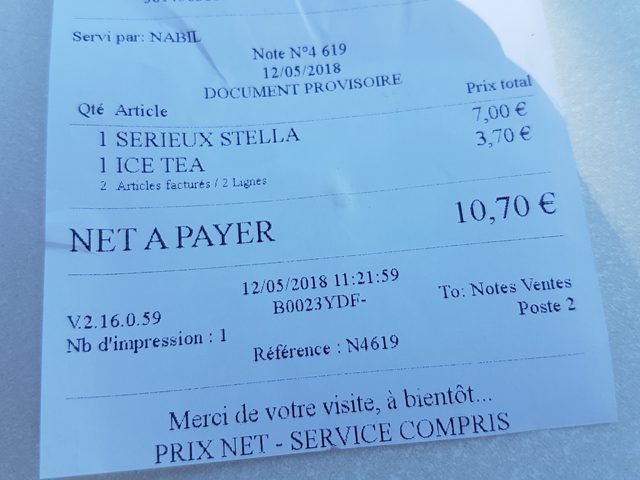 Servi par: NABIL
Note N°4 619
12/05/2018
DOCUMENT PROVISOIRE
Qté Article Prix total
1 SERIEUX STELLA 7,00 €
1 ICE TEA 3,70 €
2 Articles facturés / 2 Lignes
NET A PAYER 10,70 €
12/05/2018 11:21:59
B0023YDF-
V.2.16.0.59 To: Notes Ventes
Nb d'impression : 1 Poste 2
Référence : N4619
Merci de votre visite, à bientôt...
PRIX NET - SERVICE COMPRIS